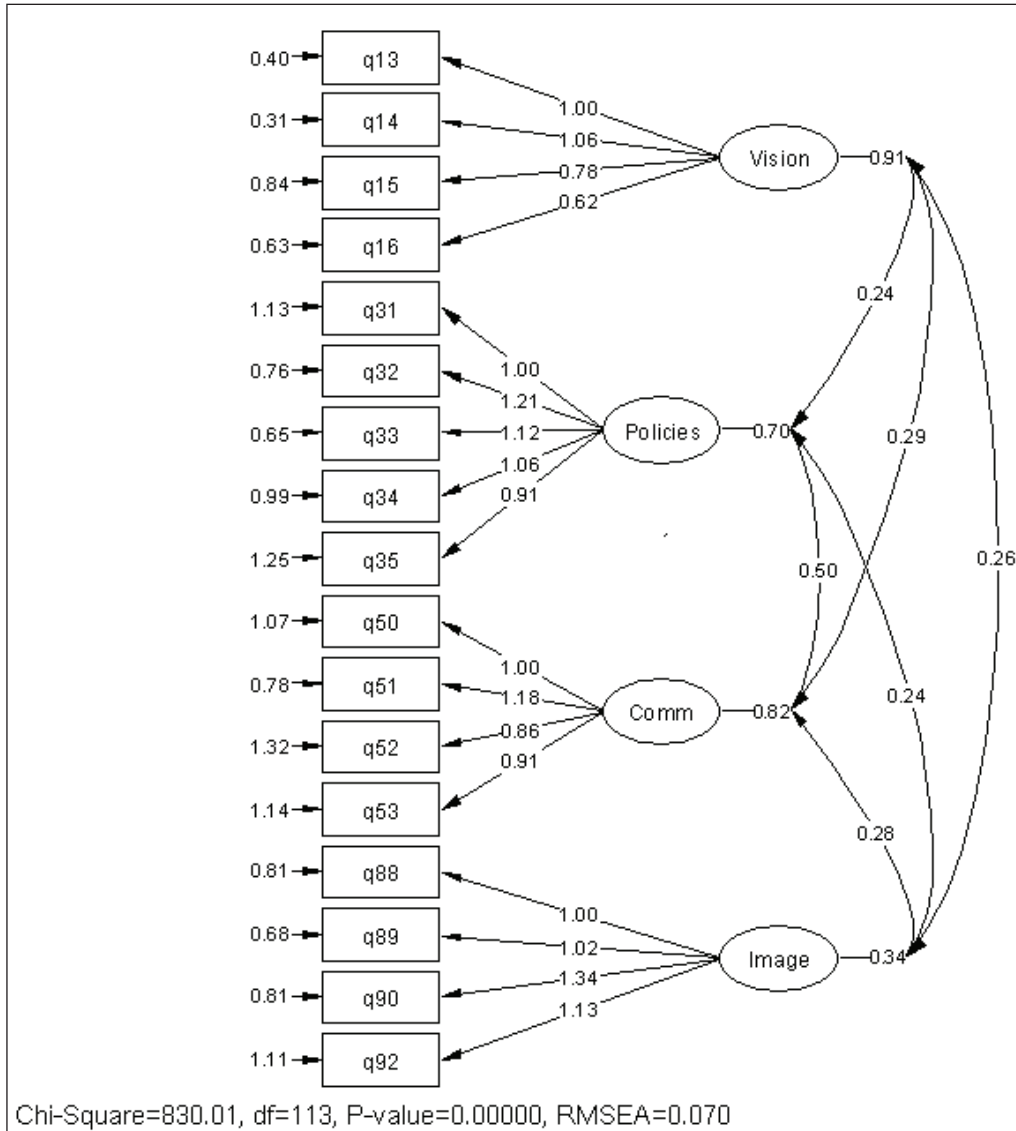 0.40 q13
1.00
0.31 q14
1.06
Vision 0.91
0.84 q15
0.78
0.62
0.63 q16
0.24
1.13 q31
1.00
0.76 q32
1.21
0.65 q33
1.12
Policies 0.70
0.29
1.06
0.99 q34
0.91
1.25 q35
0.50
0.26
1.07 q50
1.00
0.78 q51
1.18
0.24
Comm 0.82
0.86
1.32 q52
0.91
1.14 q53
0.28
0.81 q88
1.00
0.68 q89
1.02
Image 0.34
1.34
0.81 q90
1.13
1.11 q92
Chi-Square=830.01, df=113, P-value=0.00000, RMSEA=0.070